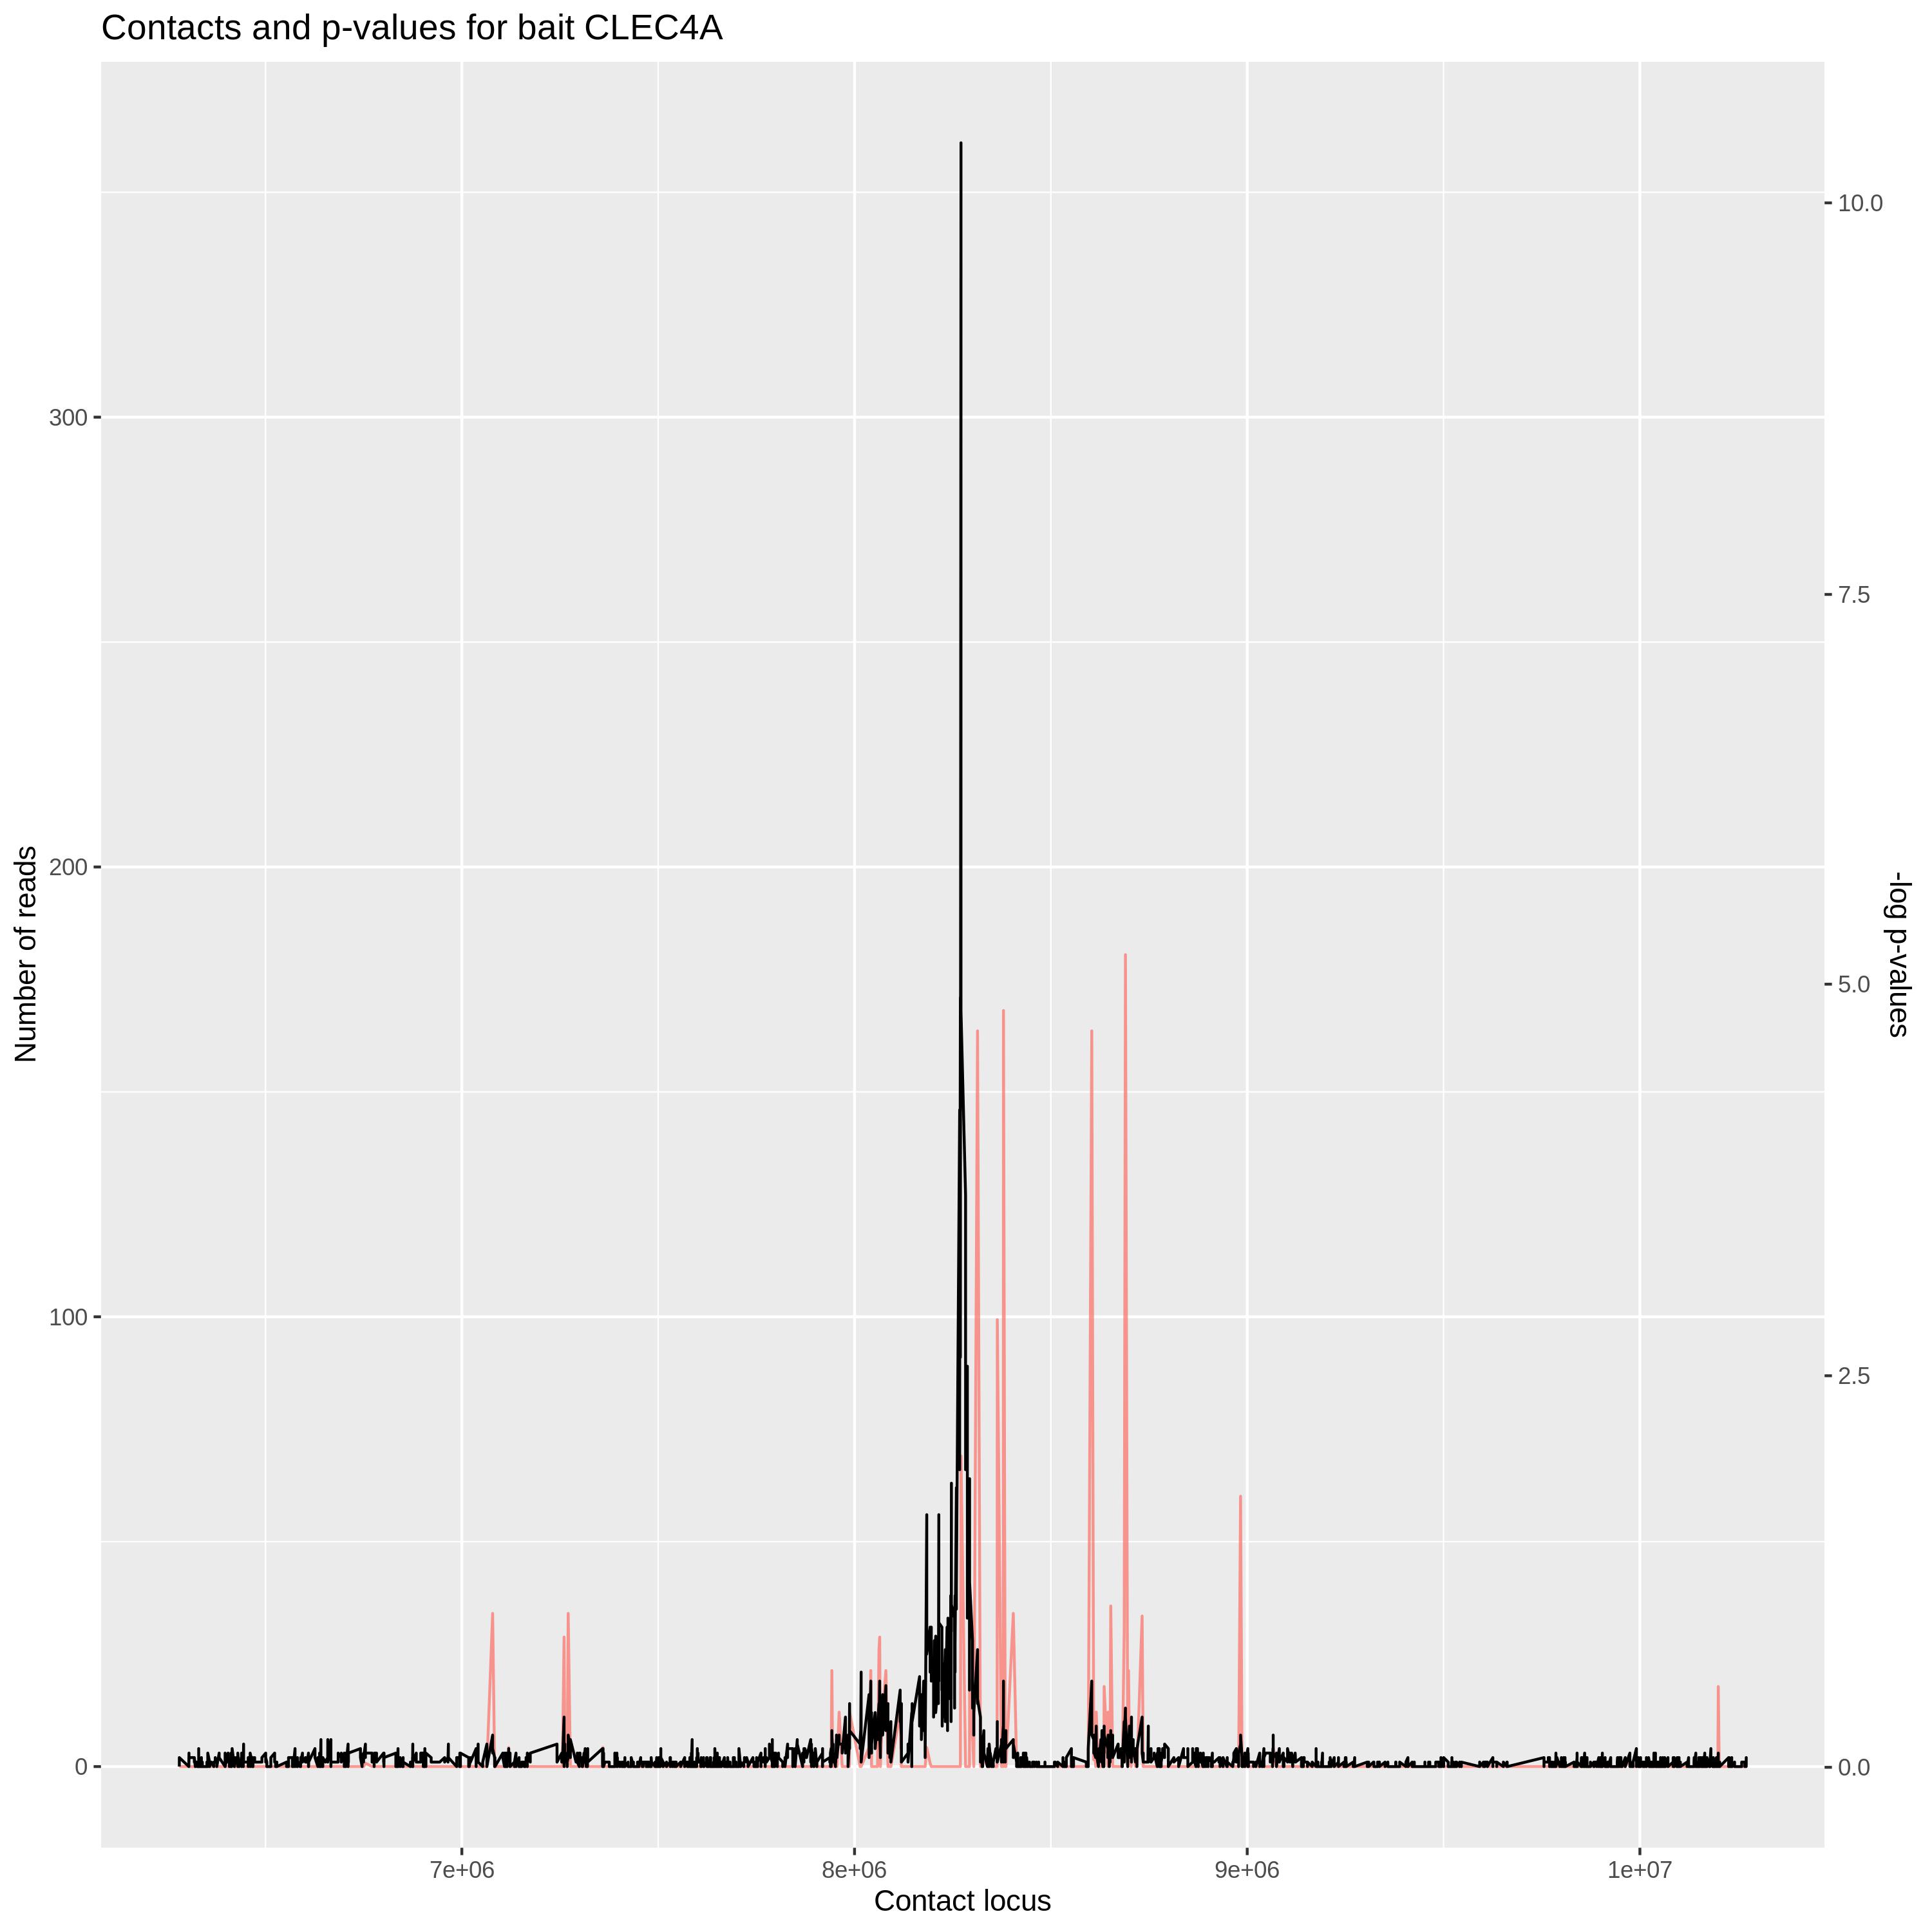 Contacts and p-values for bait CLEC4A
Number of reads
300
200
100
0
10.0
7.5
5.0
2.5
0.0
-log p-values
7e+06
8e+06
9e+06
1e+07
Contact locus